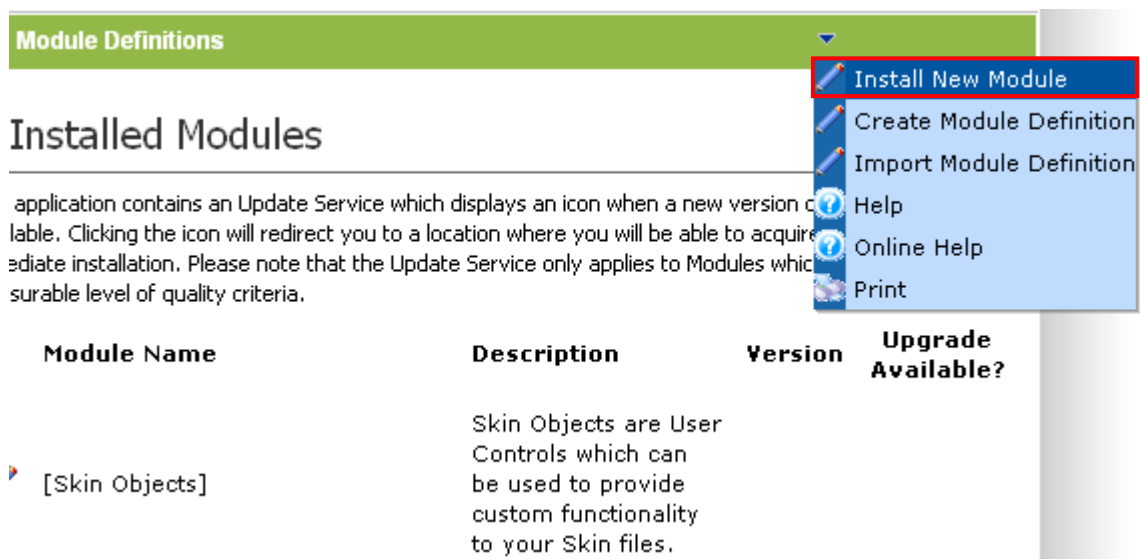 Module Definitions
Install New Module
Create Module Definition
Import Module Definition
Help
Online Help
Print
Installed Modules
application contains an Update Service which displays an icon when a new version
lable. Clicking the icon will redirect you to a location where you will be able to acquire
ediate installation. Please note that the Update Service only applies to Modules whic
surable level of quality criteria.
Module Name Description Version Upgrade Available?
[Skin Objects]
Skin Objects are User
Controls which can
be used to provide
custom functionality
to your Skin files.